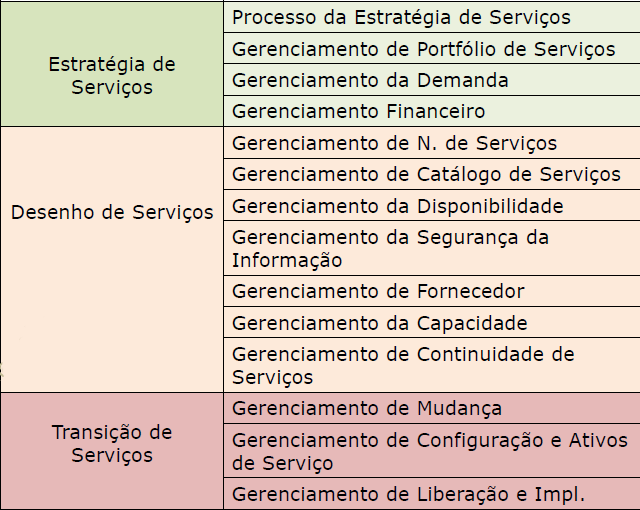 Estratégia de
Serviços
Processo da Estratégia de Serviços
Gerenciamento de Portfólio de Serviços
Gerenciamento da Demanda
Gerenciamento Financeiro
Desenho de Serviços
Gerenciamento de N. de Serviços
Gerenciamento de Catálogo de Serviços
Gerenciamento da Disponibilidade
Gerenciamento da Segurança da
Informação
Gerenciamento de Fornecedor
Gerenciamento da Capacidade
Gerenciamento de Continuidade de
Serviços
Transição de
Serviços
Gerenciamento de Mudança
Gerenciamento de Configuração e Ativos
de Serviço
Gerenciamento de Liberação e Impl.